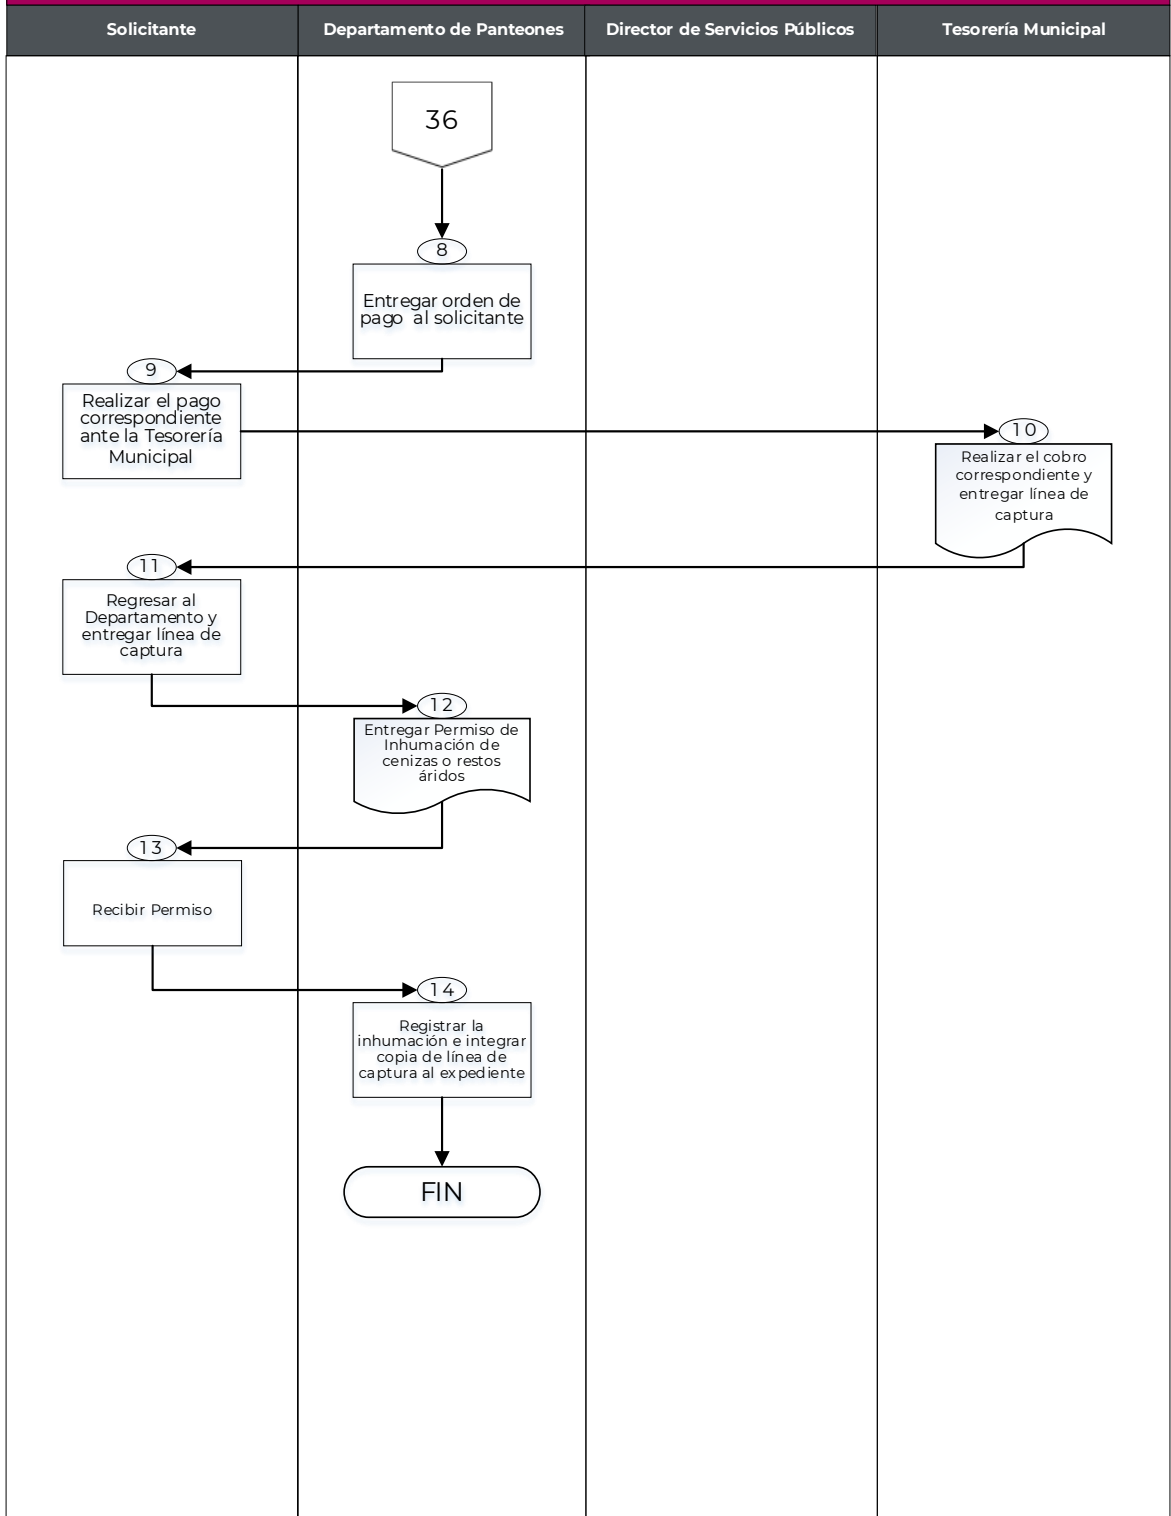 Solicitante
Departamento de Panteones
Director de Servicios Públicos
Tesorería Municipal
36
8
Entregar orden de
pago al solicitante
9
Realizar el pago
correspondiente
ante la Tesorería
Municipal
10
Realizar el cobro
correspondiente y
entregar línea de
captura
11
Regresar al
Departamento y
entregar línea de
captura
12
Entregar Permiso de
Inhumación de
cenizas o restos
áridos
13
Recibir Permiso
14
Registrar la
inhumación e integrar
copia de línea de
captura al expediente
FIN